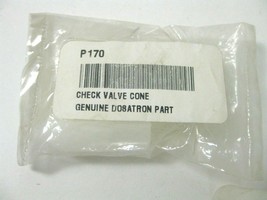 P170
CHECK VALVE CONE
GENUINE DOSATRON PART